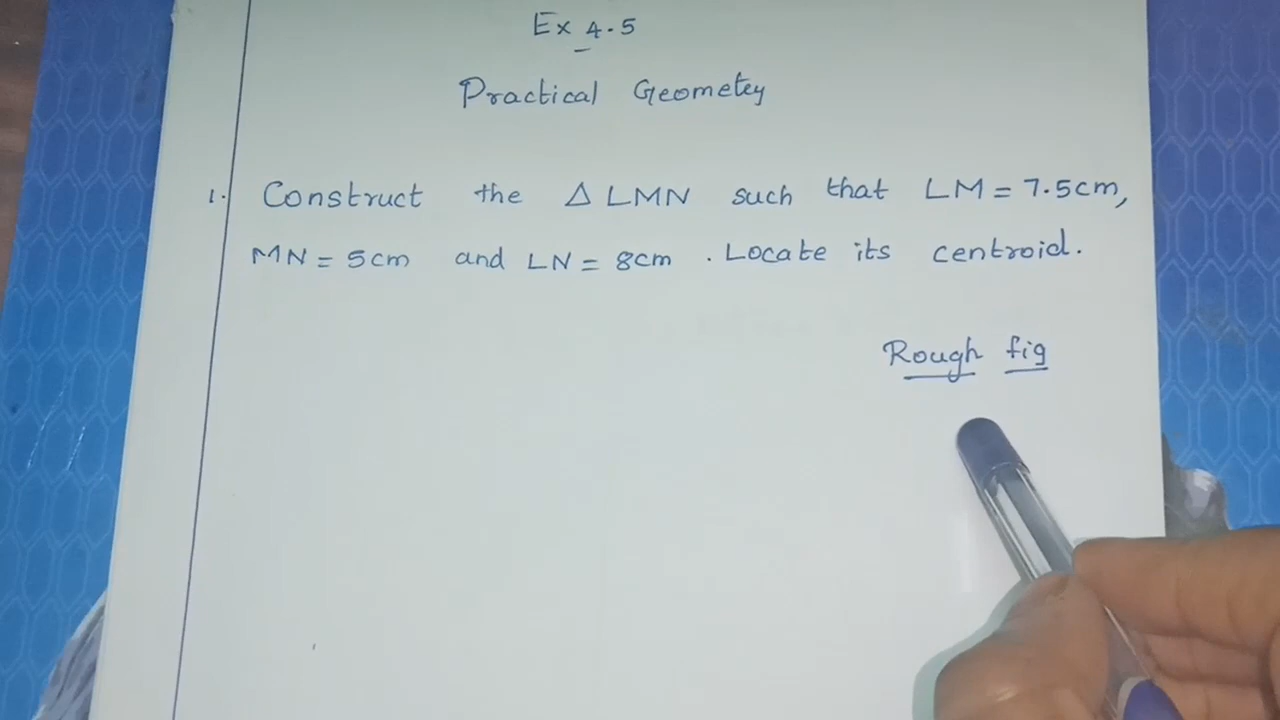 Ex 4.5
Practical Geometry
1. Construct the △ LMN such that LM = 7.5cm,
MN = 5cm and LN = 8cm . Locate its centroid.
Rough fig